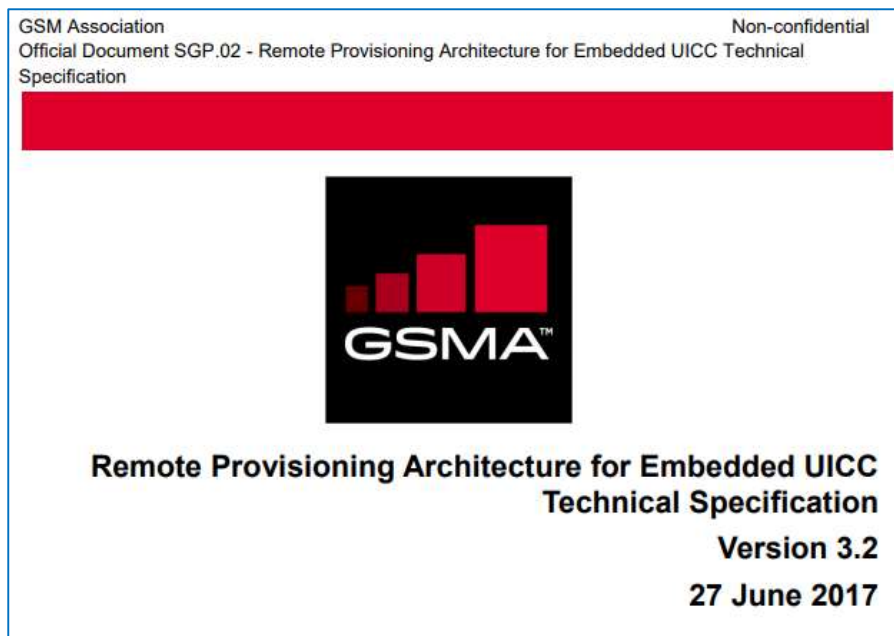 GSM Association Non-confidential
Official Document SGP.02 - Remote Provisioning Architecture for Embedded UICC Technical
Specification
GSMA™
Remote Provisioning Architecture for Embedded UICC
Technical Specification
Version 3.2
27 June 2017